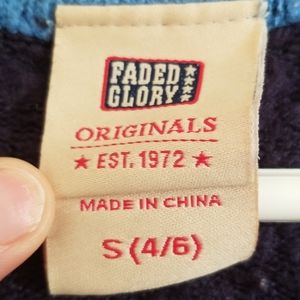 FADED
GLORY
ORIGINALS
★ EST. 1972 ★
MADE IN CHINA
S (4/6)